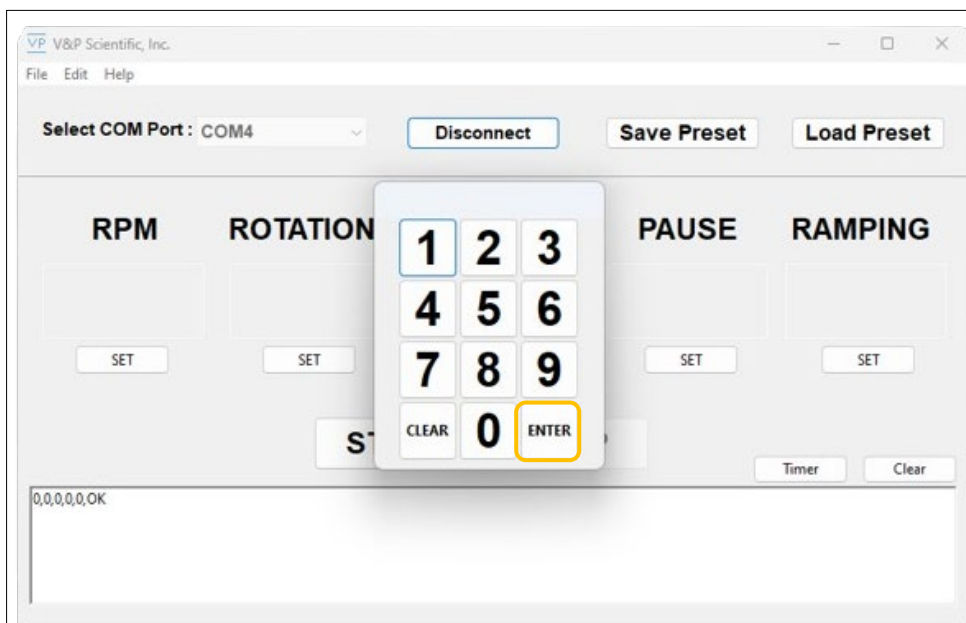 VP V&P Scientific, Inc.
File Edit Help
Select COM Port : COM4 Disconnect Save Preset Load Preset
RPM ROTATION PAUSE RAMPING
1 2 3
4 5 6
SET SET 7 8 9 SET SET
ST CLEAR 0 ENTER
Timer Clear
0,0,0,0,0,OK